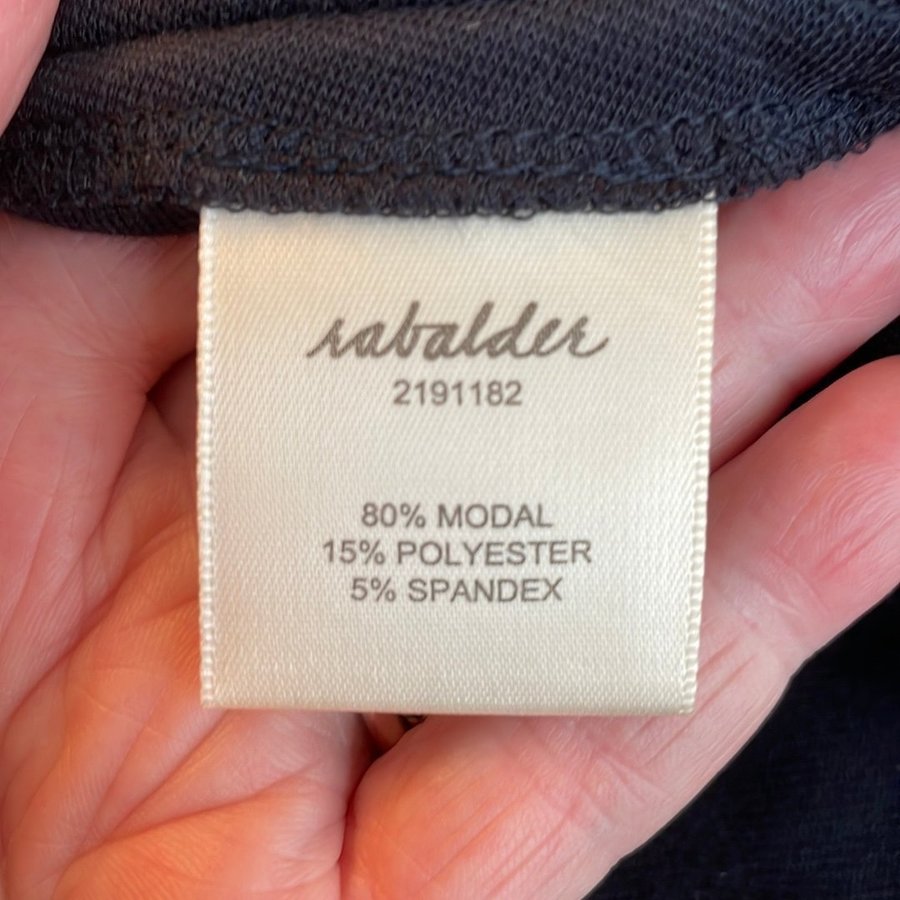 rabalder
2191182
80% MODAL
15% POLYESTER
5% SPANDEX